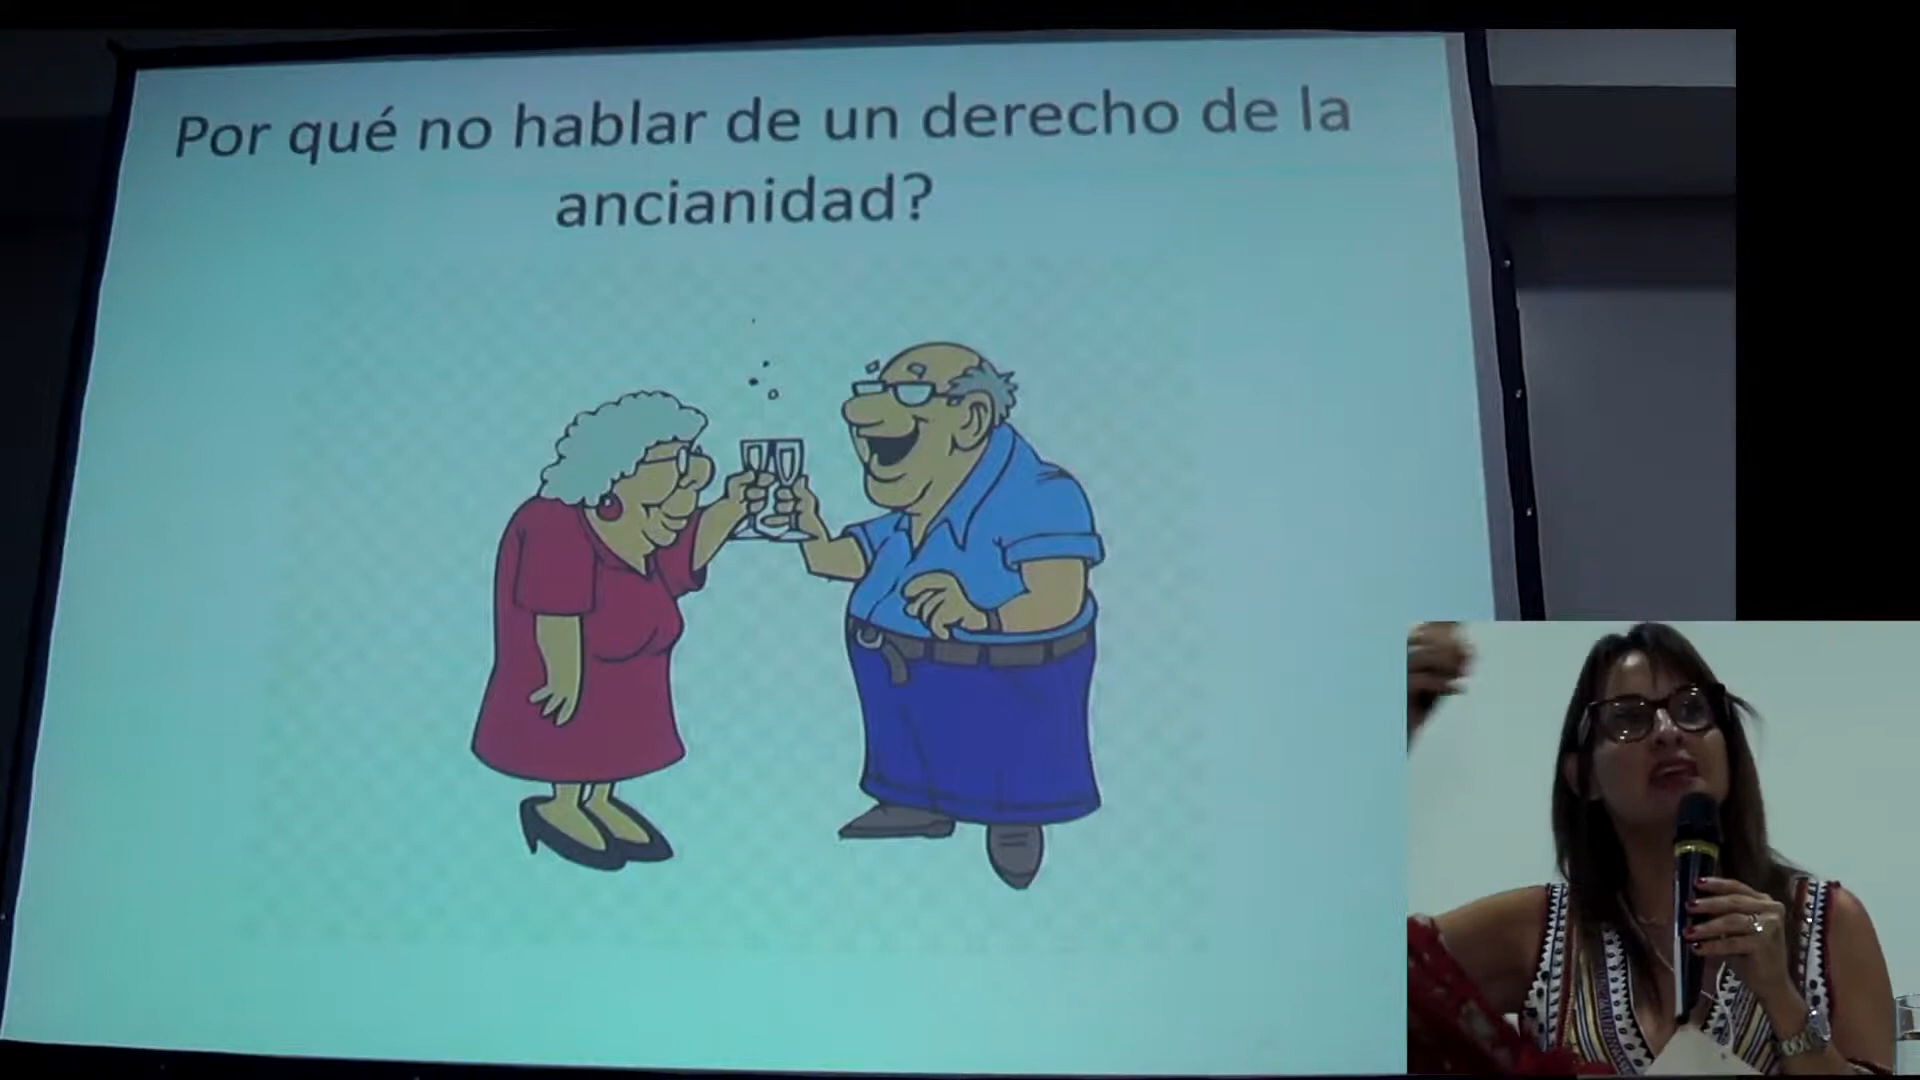 Por qué no hablar de un derecho de la
ancianidad?